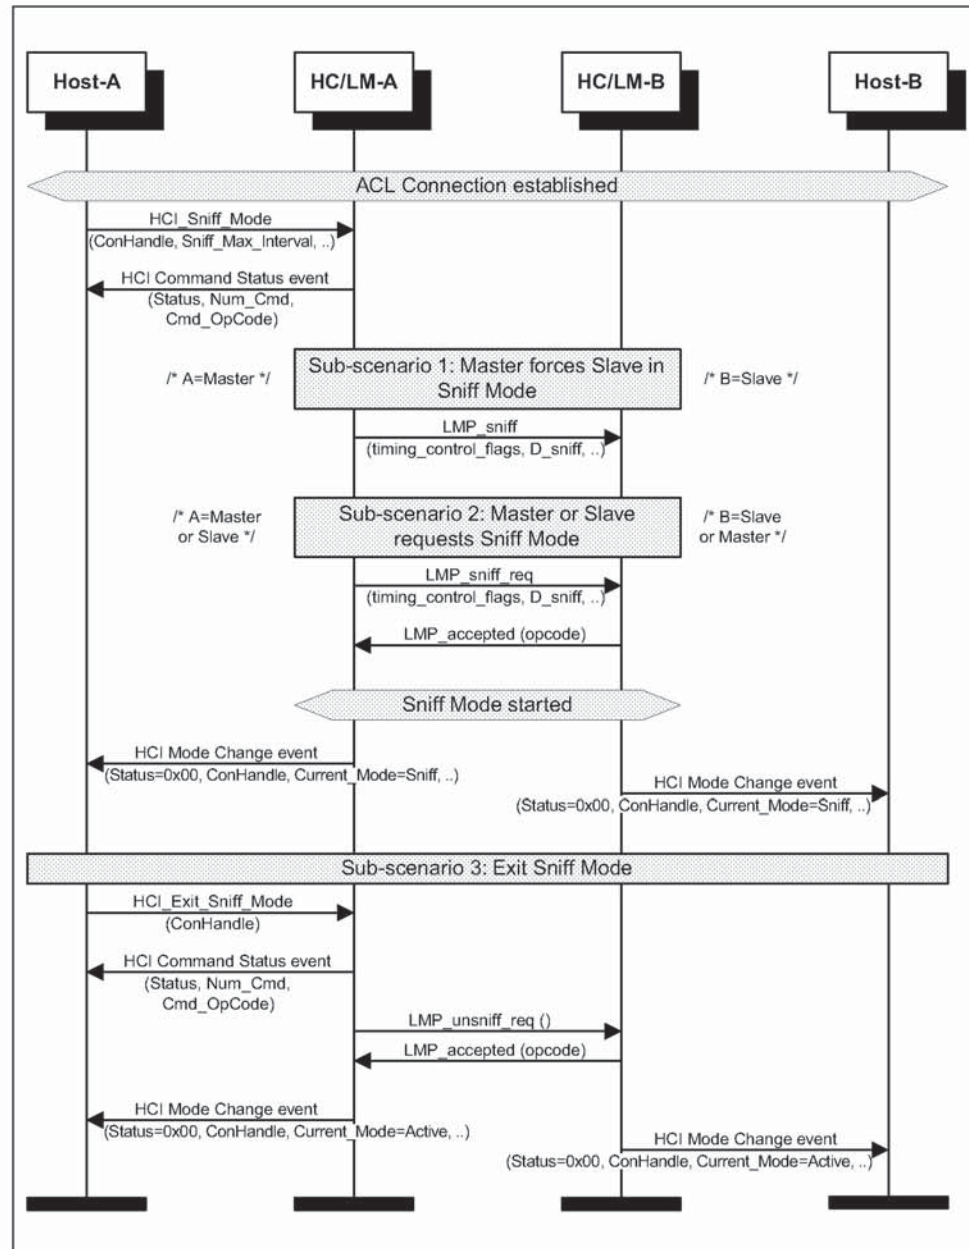 Host-A
HC/LM-A
HC/LM-B
Host-B
ACL Connection established
HCI_Sniff_Mode
(ConHandle, Sniff_Max_Interval, ..)
HCI Command Status event
(Status, Num_Cmd,
Cmd_OpCode)
/* A=Master */
Sub-scenario 1: Master forces Slave in
Sniff Mode
/* B=Slave */
LMP_sniff
(timing_control_flags, D_sniff, ..)
/* A=Master
or Slave */
Sub-scenario 2: Master or Slave
requests Sniff Mode
/* B=Slave
or Master */
LMP_sniff_req
(timing_control_flags, D_sniff, ..)
LMP_accepted (opcode)
Sniff Mode started
HCI Mode Change event
(Status=0x00, ConHandle, Current_Mode=Sniff, ..)
HCI Mode Change event
(Status=0x00, ConHandle, Current_Mode=Sniff, ..)
Sub-scenario 3: Exit Sniff Mode
HCI_Exit_Sniff_Mode
(ConHandle)
HCI Command Status event
(Status, Num_Cmd,
Cmd_OpCode)
LMP_unsniff_req ()
LMP_accepted (opcode)
HCI Mode Change event
(Status=0x00, ConHandle, Current_Mode=Active, ..)
HCI Mode Change event
(Status=0x00, ConHandle, Current_Mode=Active, ..)